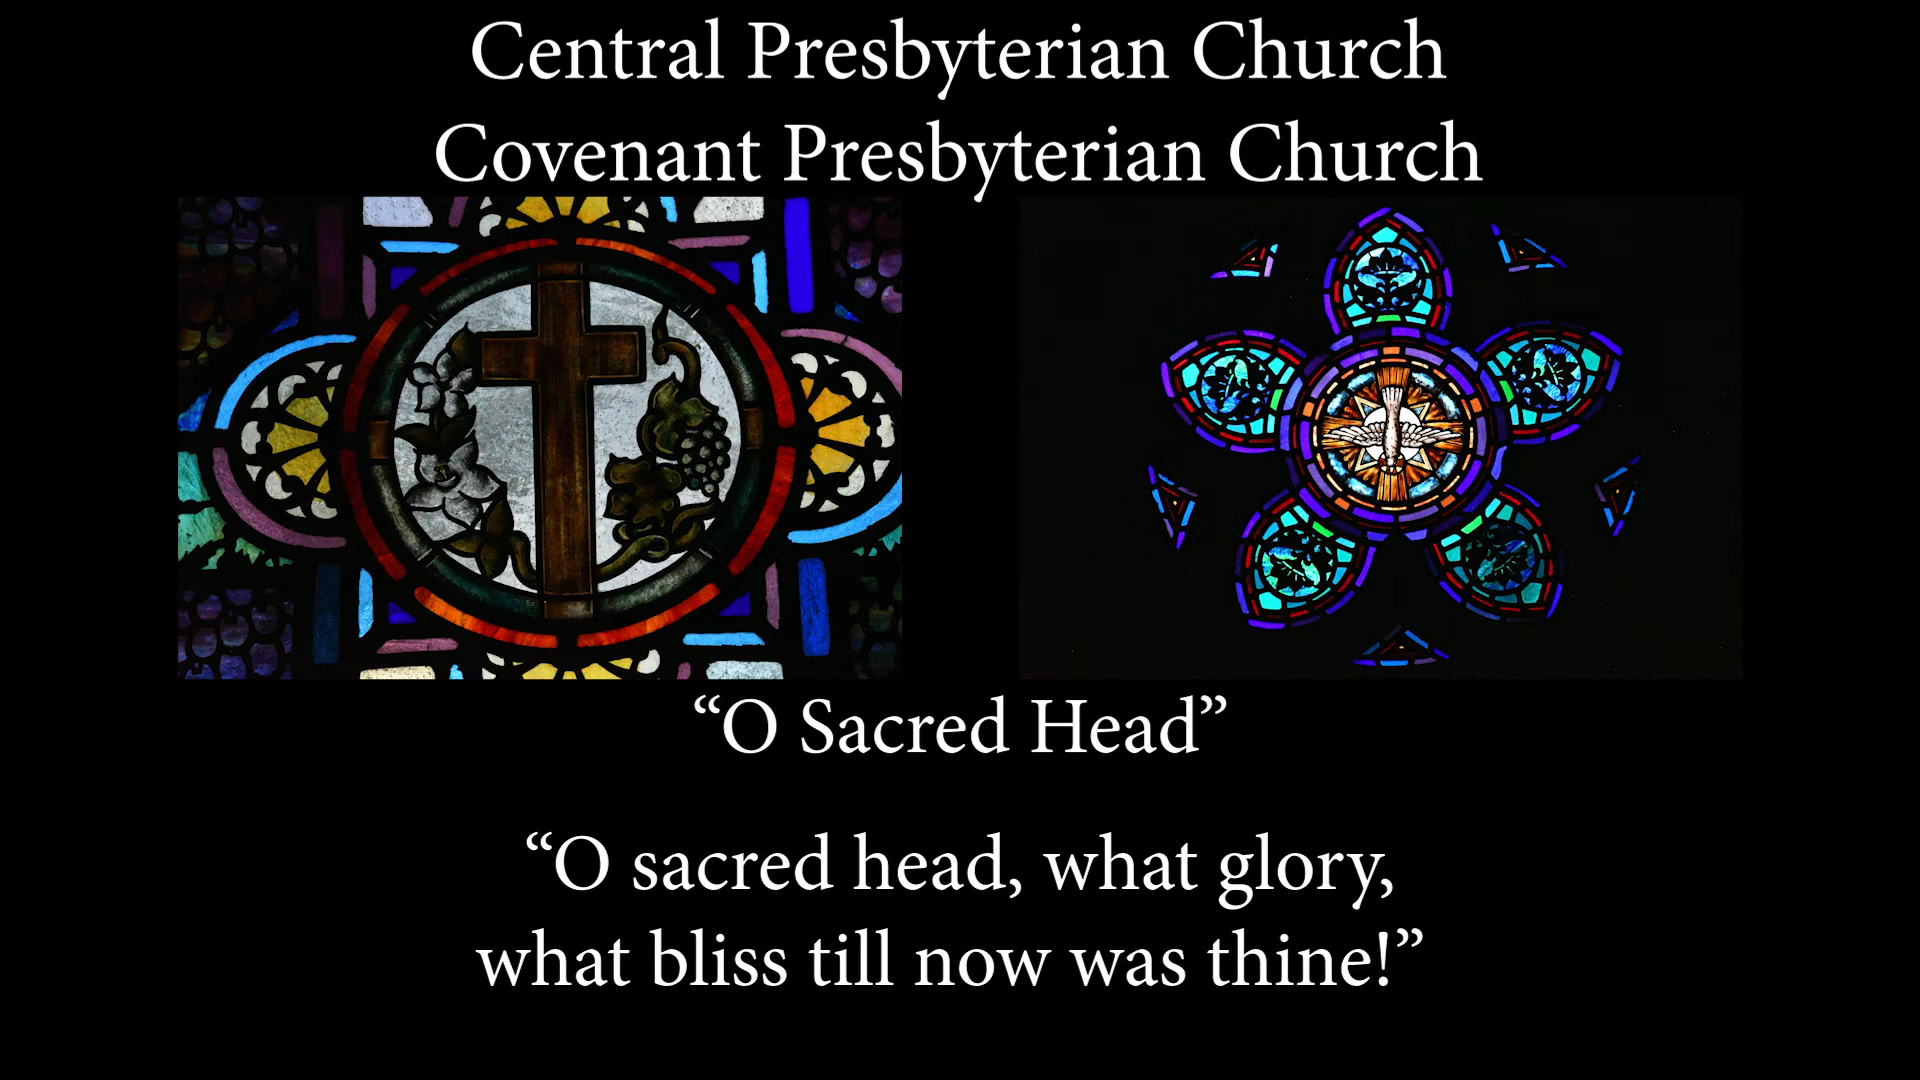 Central Presbyterian Church
Covenant Presbyterian Church
“O Sacred Head”
“O sacred head, what glory,
what bliss till now was thine!”